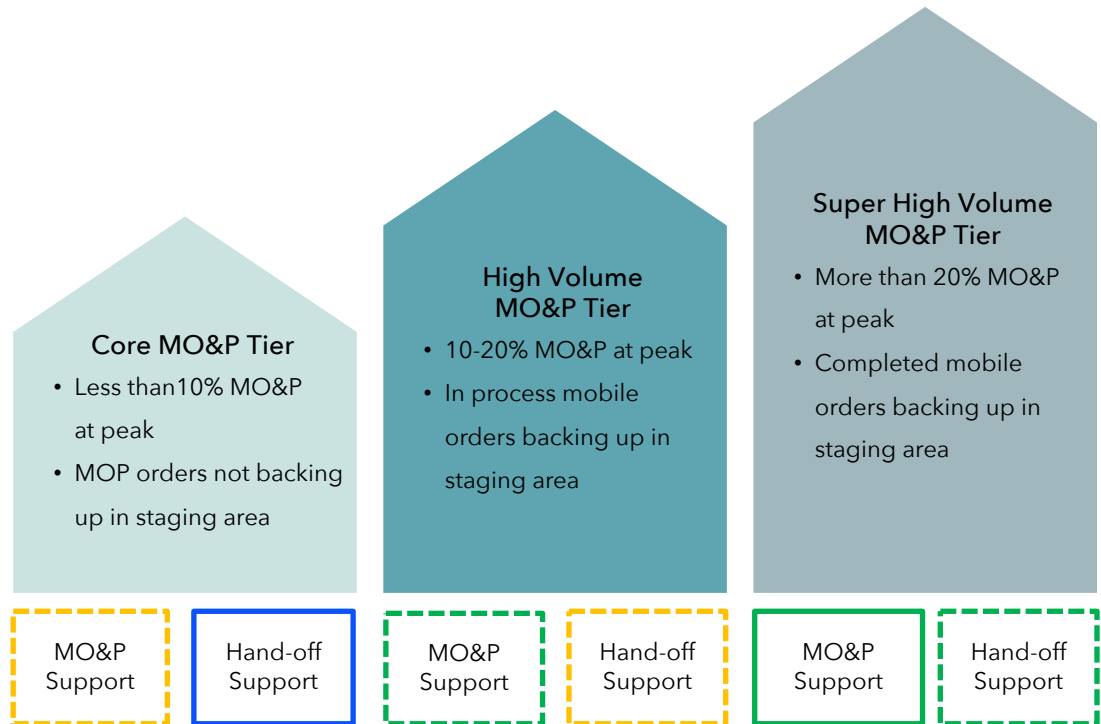 Core MO&P Tier
• Less than10% MO&P
at peak
• MOP orders not backing
up in staging area
High Volume
MO&P Tier
• 10-20% MO&P at peak
• In process mobile
orders backing up in
staging area
Super High Volume
MO&P Tier
• More than 20% MO&P
at peak
• Completed mobile
orders backing up in
staging area
MO&P
Support
Hand-off
Support
MO&P
Support
Hand-off
Support
MO&P
Support
Hand-off
Support